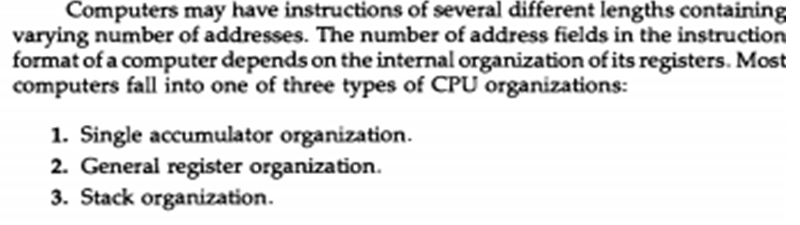 Computers may have instructions of several different lengths containing
varying number of addresses. The number of address fields in the instruction
format of a computer depends on the internal organization of its registers. Most
computers fall into one of three types of CPU organizations:
1. Single accumulator organization.
2. General register organization.
3. Stack organization.